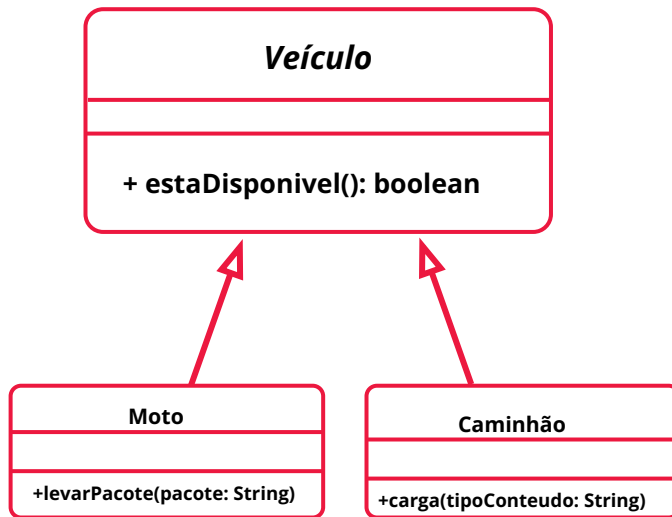 Veículo
+ estaDisponivel(): boolean
Moto
+levarPacote(pacote: String)
Caminhão
+carga(tipoConteudo: String)